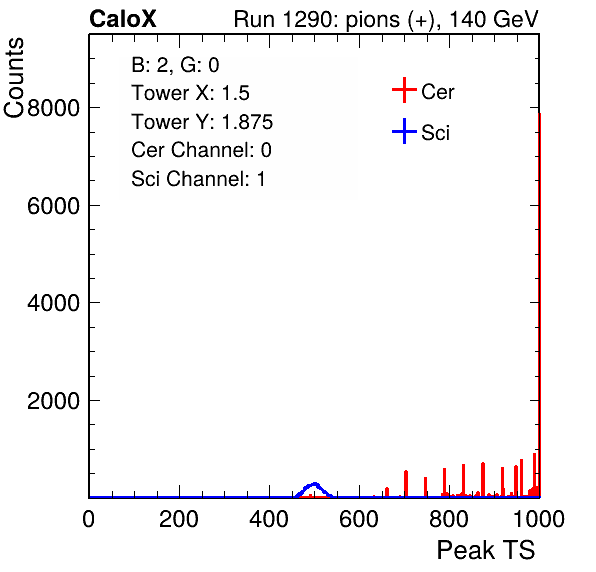 CaloX Run 1290: pions (+), 140 GeV
Counts
B: 2, G: 0
Tower X: 1.5
Tower Y: 1.875
Cer Channel: 0
Sci Channel: 1
Cer
Sci
8000
6000
4000
2000
0 200 400 600 800 1000
Peak TS